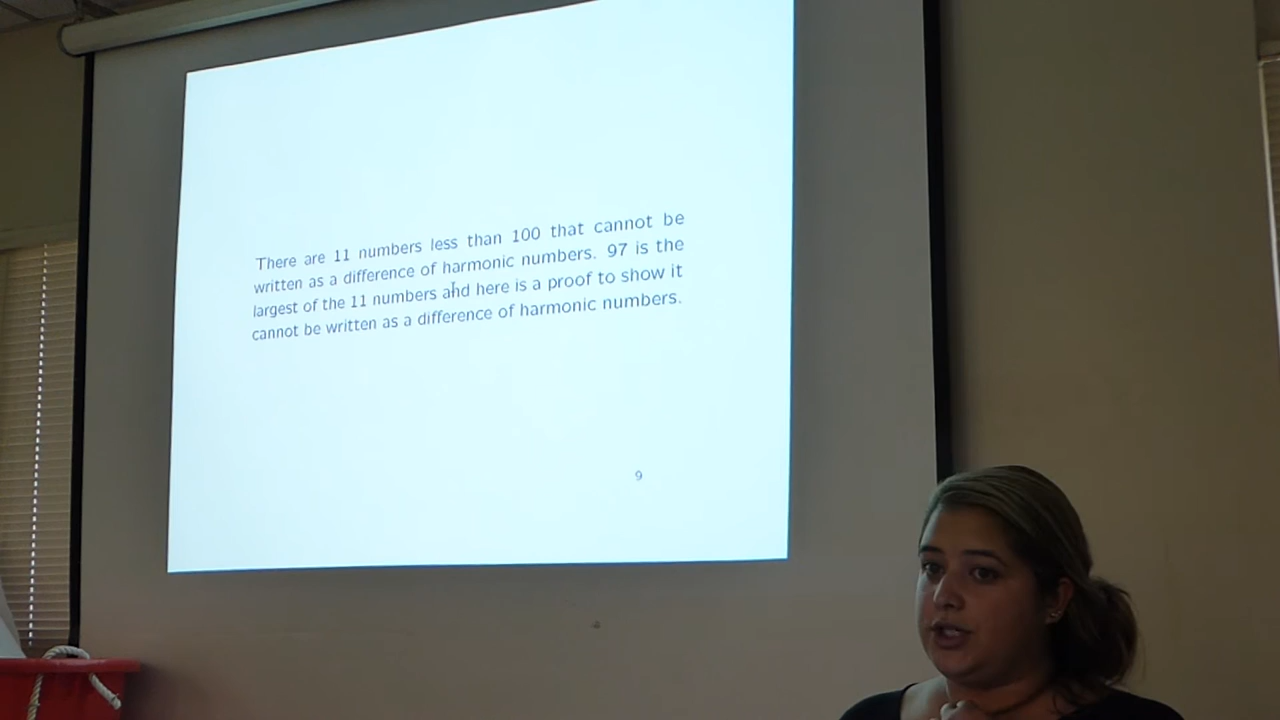 There are 11 numbers less than 100 that cannot be
written as a difference of harmonic numbers. 97 is the
largest of the 11 numbers and here is a proof to show it
cannot be written as a difference of harmonic numbers.
9